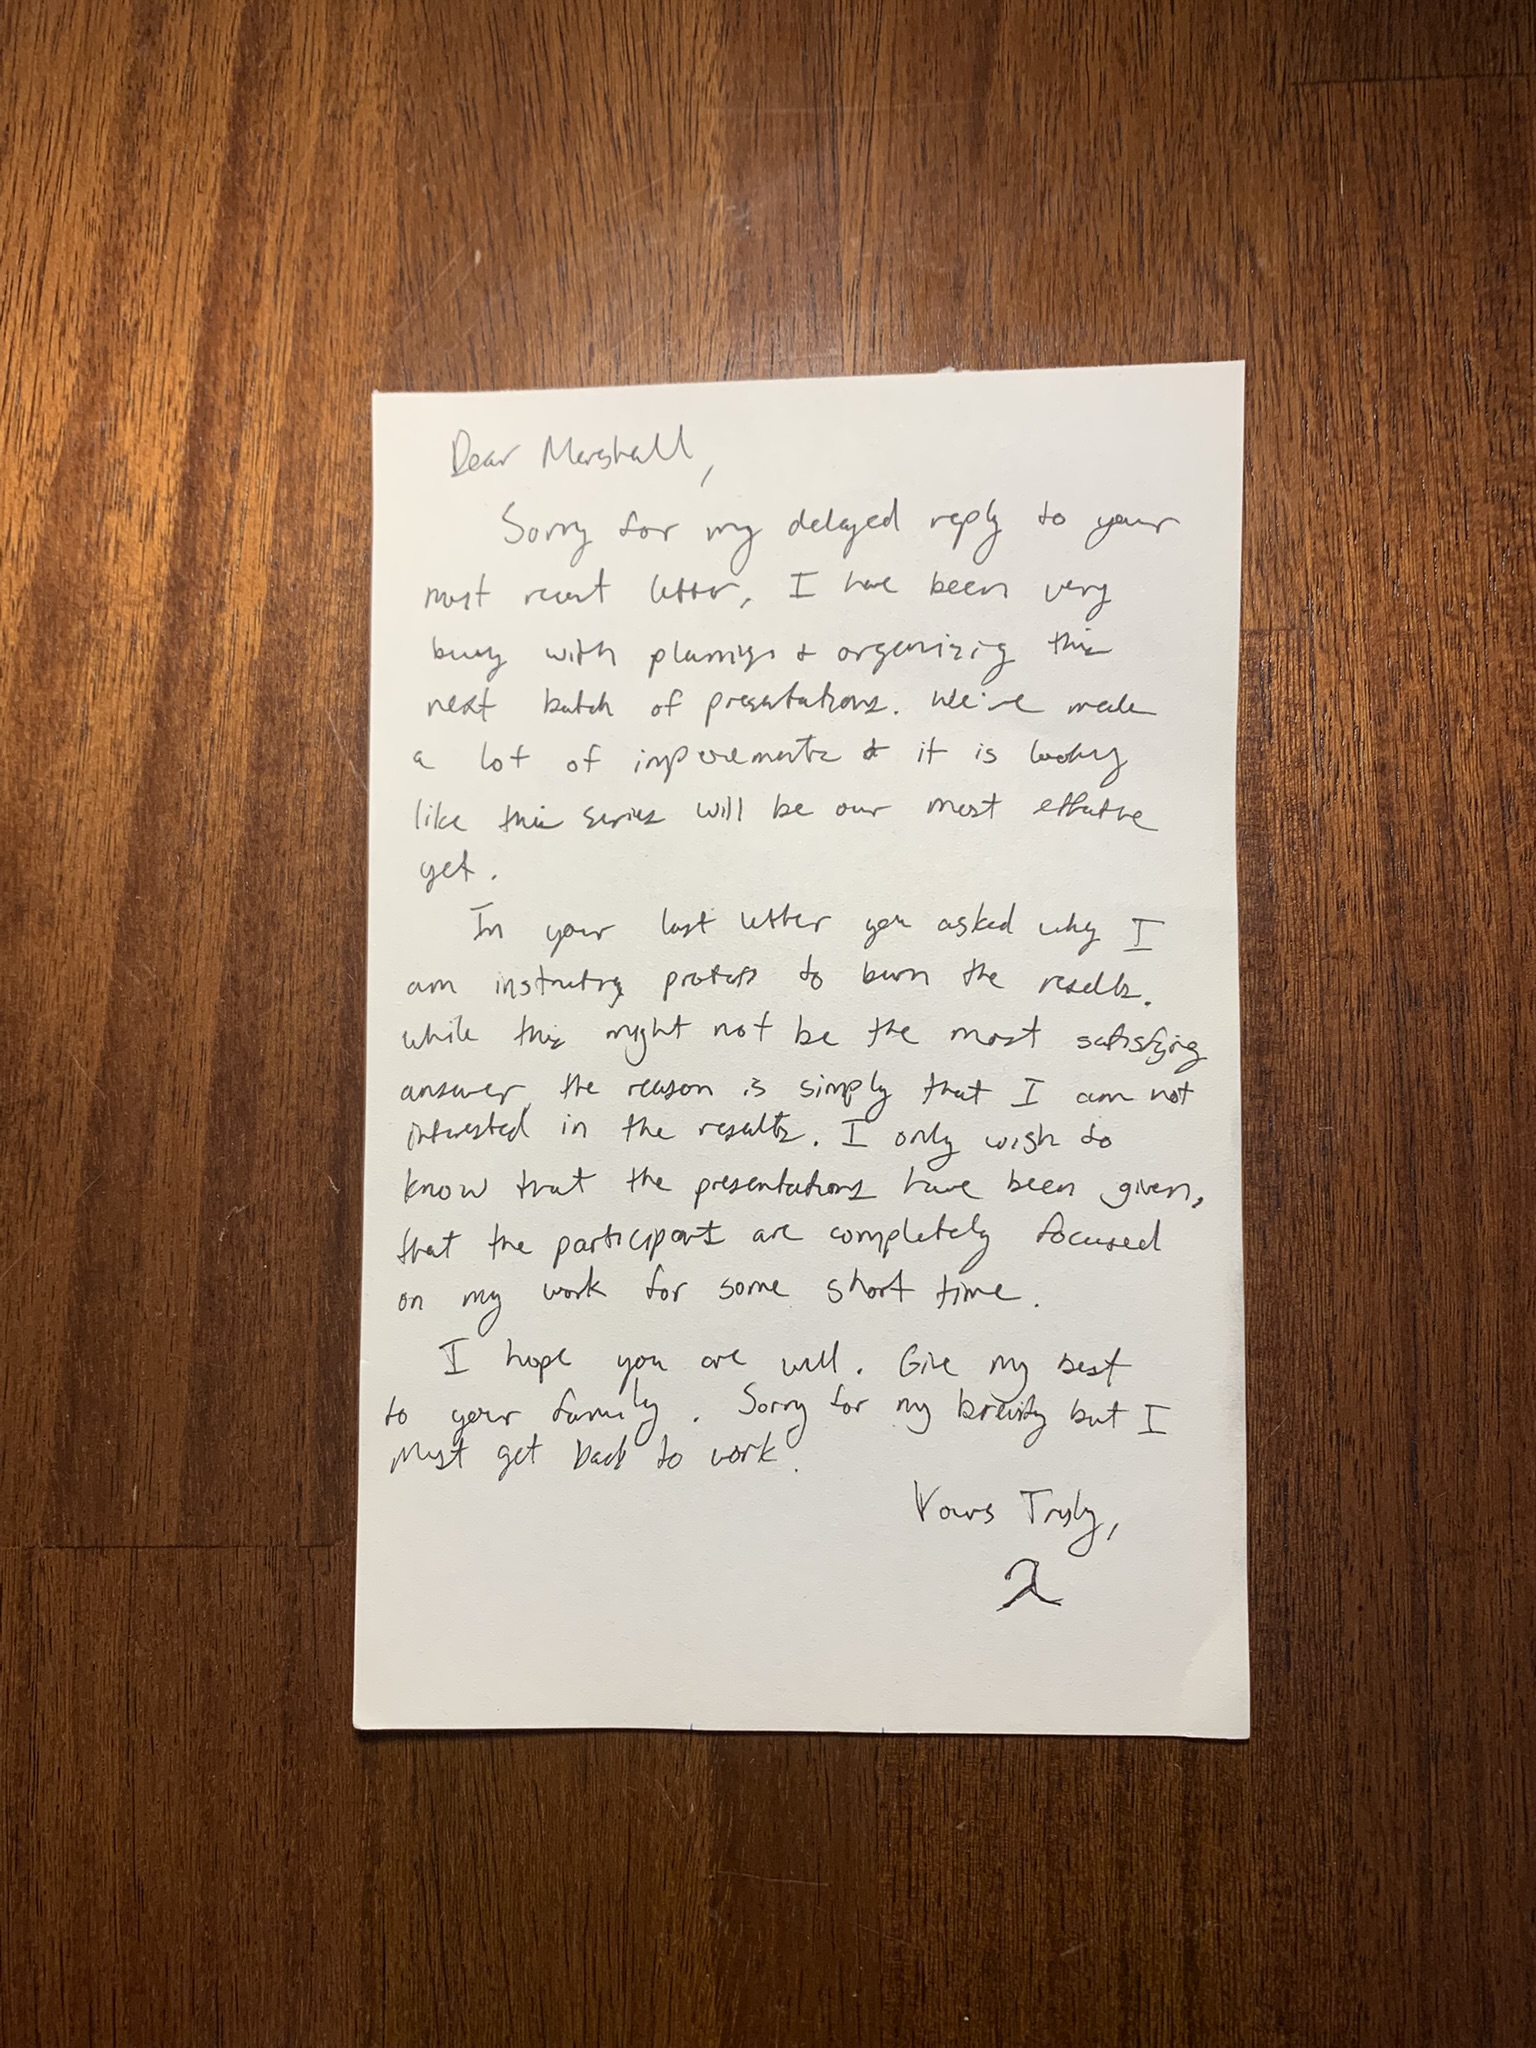 Dear Marshall,
Sorry for my delayed reply to your
most recent letter, I have been very
busy with planning & organizing this
next batch of presentations. We've made
a lot of improvements & it is looking
like this series will be our most effective
yet.
In your last letter you asked why I
am instructing to burn the results.
While this might not be the most satisfying
answer, the reason is simply that I am not
interested in the results. I only wish to
know that the presentations have been given,
that the participants are completely focused
on my work for some short time.
I hope you are well. Give my best
to your family. Sorry for my brevity but I
must get back to work.
Yours Truly,
λ